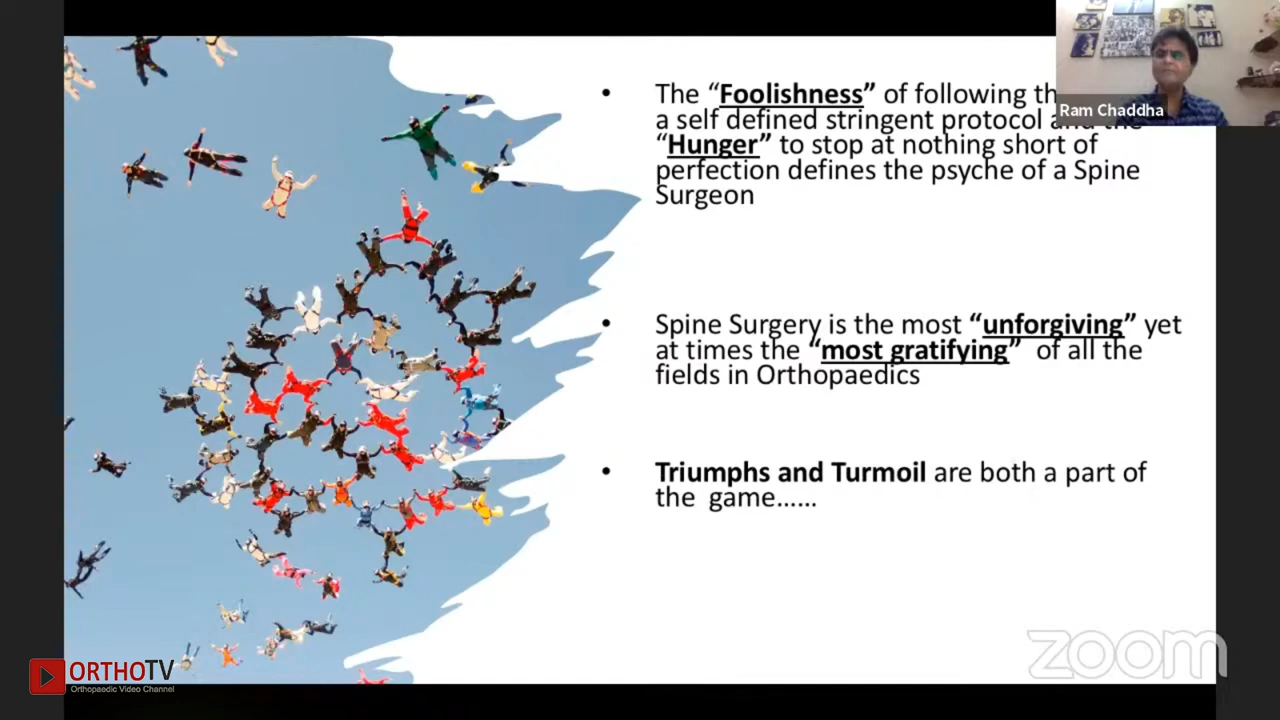 The “Foolishness” of following
a self defined stringent protocol and the
“Hunger” to stop at nothing short of
perfection defines the psyche of a Spine
Surgeon
Spine Surgery is the most “unforgiving” yet
at times the “most gratifying” of all the
fields in Orthopaedics
Triumphs and Turmoil are both a part of
the game......
Ram Chaddha
ORTHOTV
Orthopaedic Video Channel
zoom